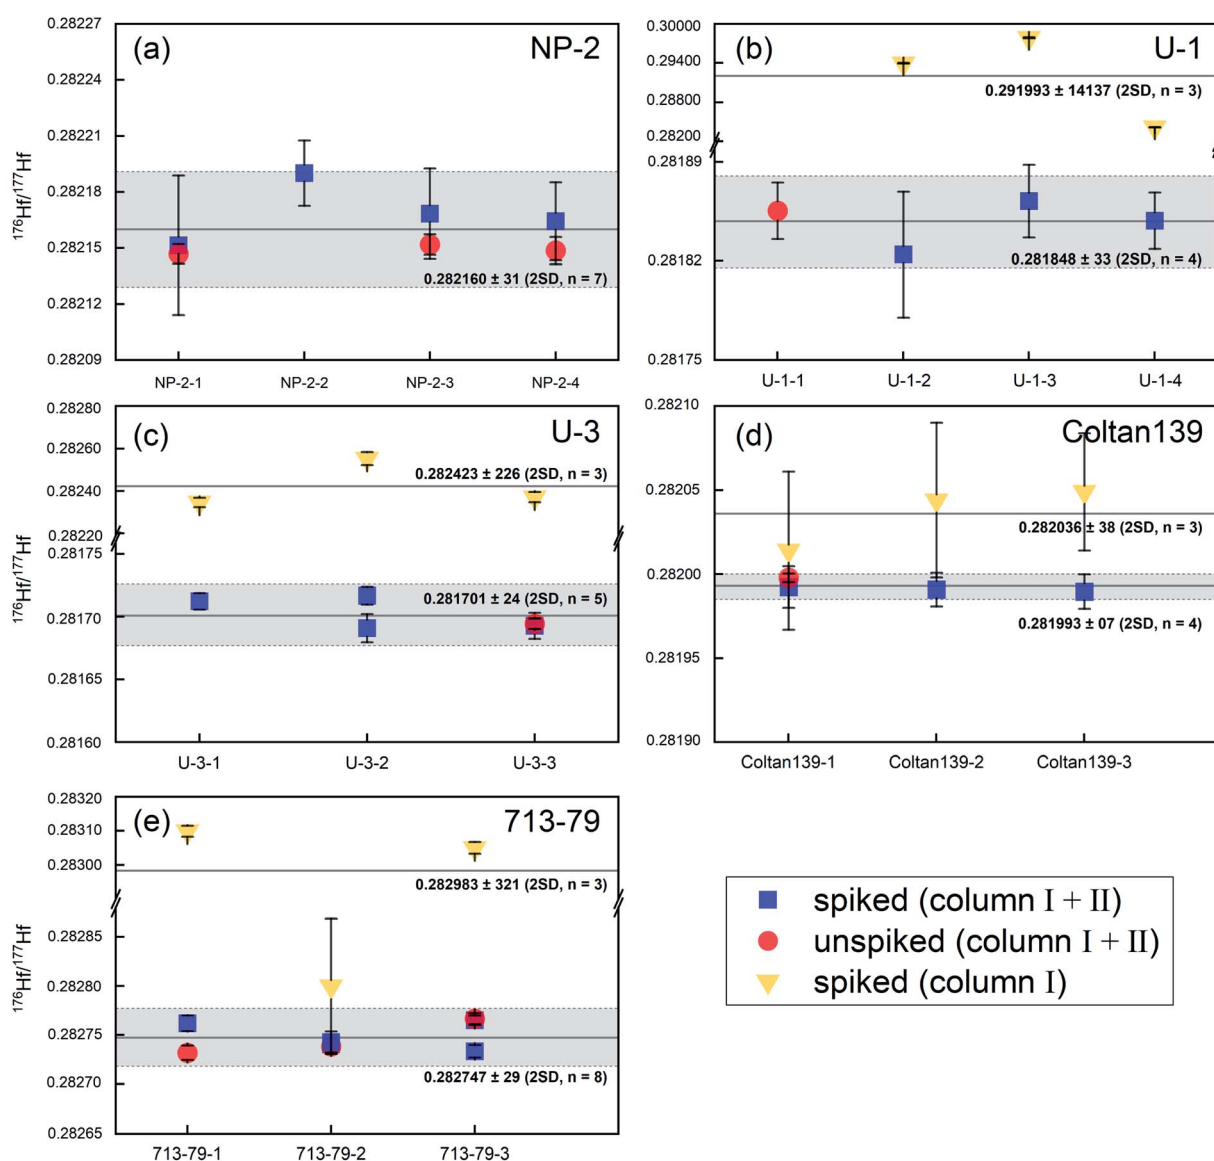 (a)
NP-2
¹⁷⁶Hf/¹⁷⁷Hf
0.28227
0.28224
0.28221
0.28218
0.28215
0.28212
0.28209
0.282160 ± 31 (2SD, n = 7)
NP-2-1 NP-2-2 NP-2-3 NP-2-4
(b)
U-1
0.30000
0.29400
0.28800
0.28200
0.28189
0.28182
0.28175
0.291993 ± 14137 (2SD, n = 3)
0.281848 ± 33 (2SD, n = 4)
U-1-1 U-1-2 U-1-3 U-1-4
(c)
U-3
¹⁷⁶Hf/¹⁷⁷Hf
0.28280
0.28260
0.28240
0.28220
0.28175
0.28170
0.28165
0.28160
0.282423 ± 226 (2SD, n = 3)
0.281701 ± 24 (2SD, n = 5)
U-3-1 U-3-2 U-3-3
(d)
Coltan139
0.28210
0.28205
0.28200
0.28195
0.28190
0.282036 ± 38 (2SD, n = 3)
0.281993 ± 07 (2SD, n = 4)
Coltan139-1 Coltan139-2 Coltan139-3
(e)
713-79
¹⁷⁶Hf/¹⁷⁷Hf
0.28320
0.28310
0.28300
0.28285
0.28280
0.28275
0.28270
0.28265
0.282983 ± 321 (2SD, n = 3)
0.282747 ± 29 (2SD, n = 8)
713-79-1 713-79-2 713-79-3
spiked (column I + II)
unspiked (column I + II)
spiked (column I)